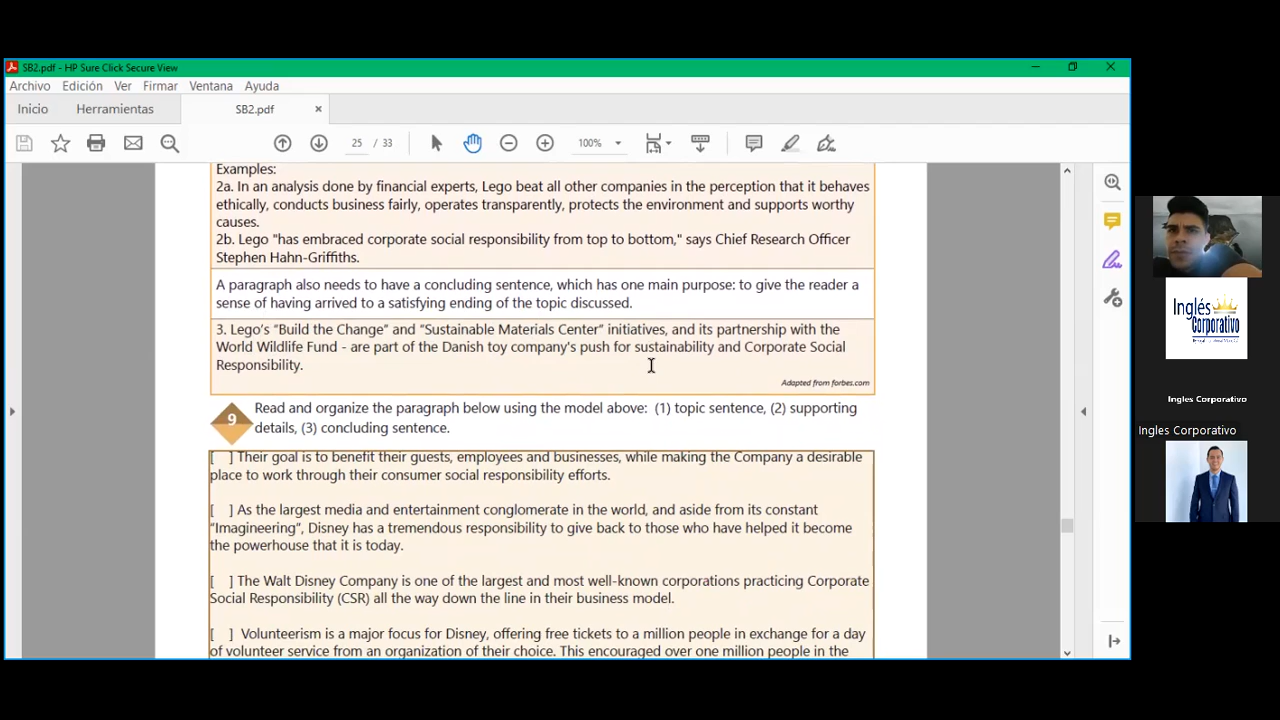 SB2.pdf - HP Sure Click Secure View
Archivo Edición Ver Firmar Ventana Ayuda
Inicio Herramientas SB2.pdf ×
25 / 33 100%
Examples:
2a. In an analysis done by financial experts, Lego beat all other companies in the perception that it behaves
ethically, conducts business fairly, operates transparently, protects the environment and supports worthy
causes.
2b. Lego "has embraced corporate social responsibility from top to bottom," says Chief Research Officer
Stephen Hahn-Griffiths.
A paragraph also needs to have a concluding sentence, which has one main purpose: to give the reader a
sense of having arrived to a satisfying ending of the topic discussed.
3. Lego's “Build the Change” and “Sustainable Materials Center” initiatives, and its partnership with the
World Wildlife Fund - are part of the Danish toy company's push for sustainability and Corporate Social
Responsibility.
Adapted from forbes.com
9
Read and organize the paragraph below using the model above: (1) topic sentence, (2) supporting
details, (3) concluding sentence.
[ ] Their goal is to benefit their guests, employees and businesses, while making the Company a desirable
place to work through their consumer social responsibility efforts.
[ ] As the largest media and entertainment conglomerate in the world, and aside from its constant
“Imagineering”, Disney has a tremendous responsibility to give back to those who have helped it become
the powerhouse that it is today.
[ ] The Walt Disney Company is one of the largest and most well-known corporations practicing Corporate
Social Responsibility (CSR) all the way down the line in their business model.
[ ] Volunteerism is a major focus for Disney, offering free tickets to a million people in exchange for a day
of volunteer service from an organization of their choice. This encouraged over one million people in the
Inglés
Corporativo
Ingles Corporativo
Ingles Corporativo